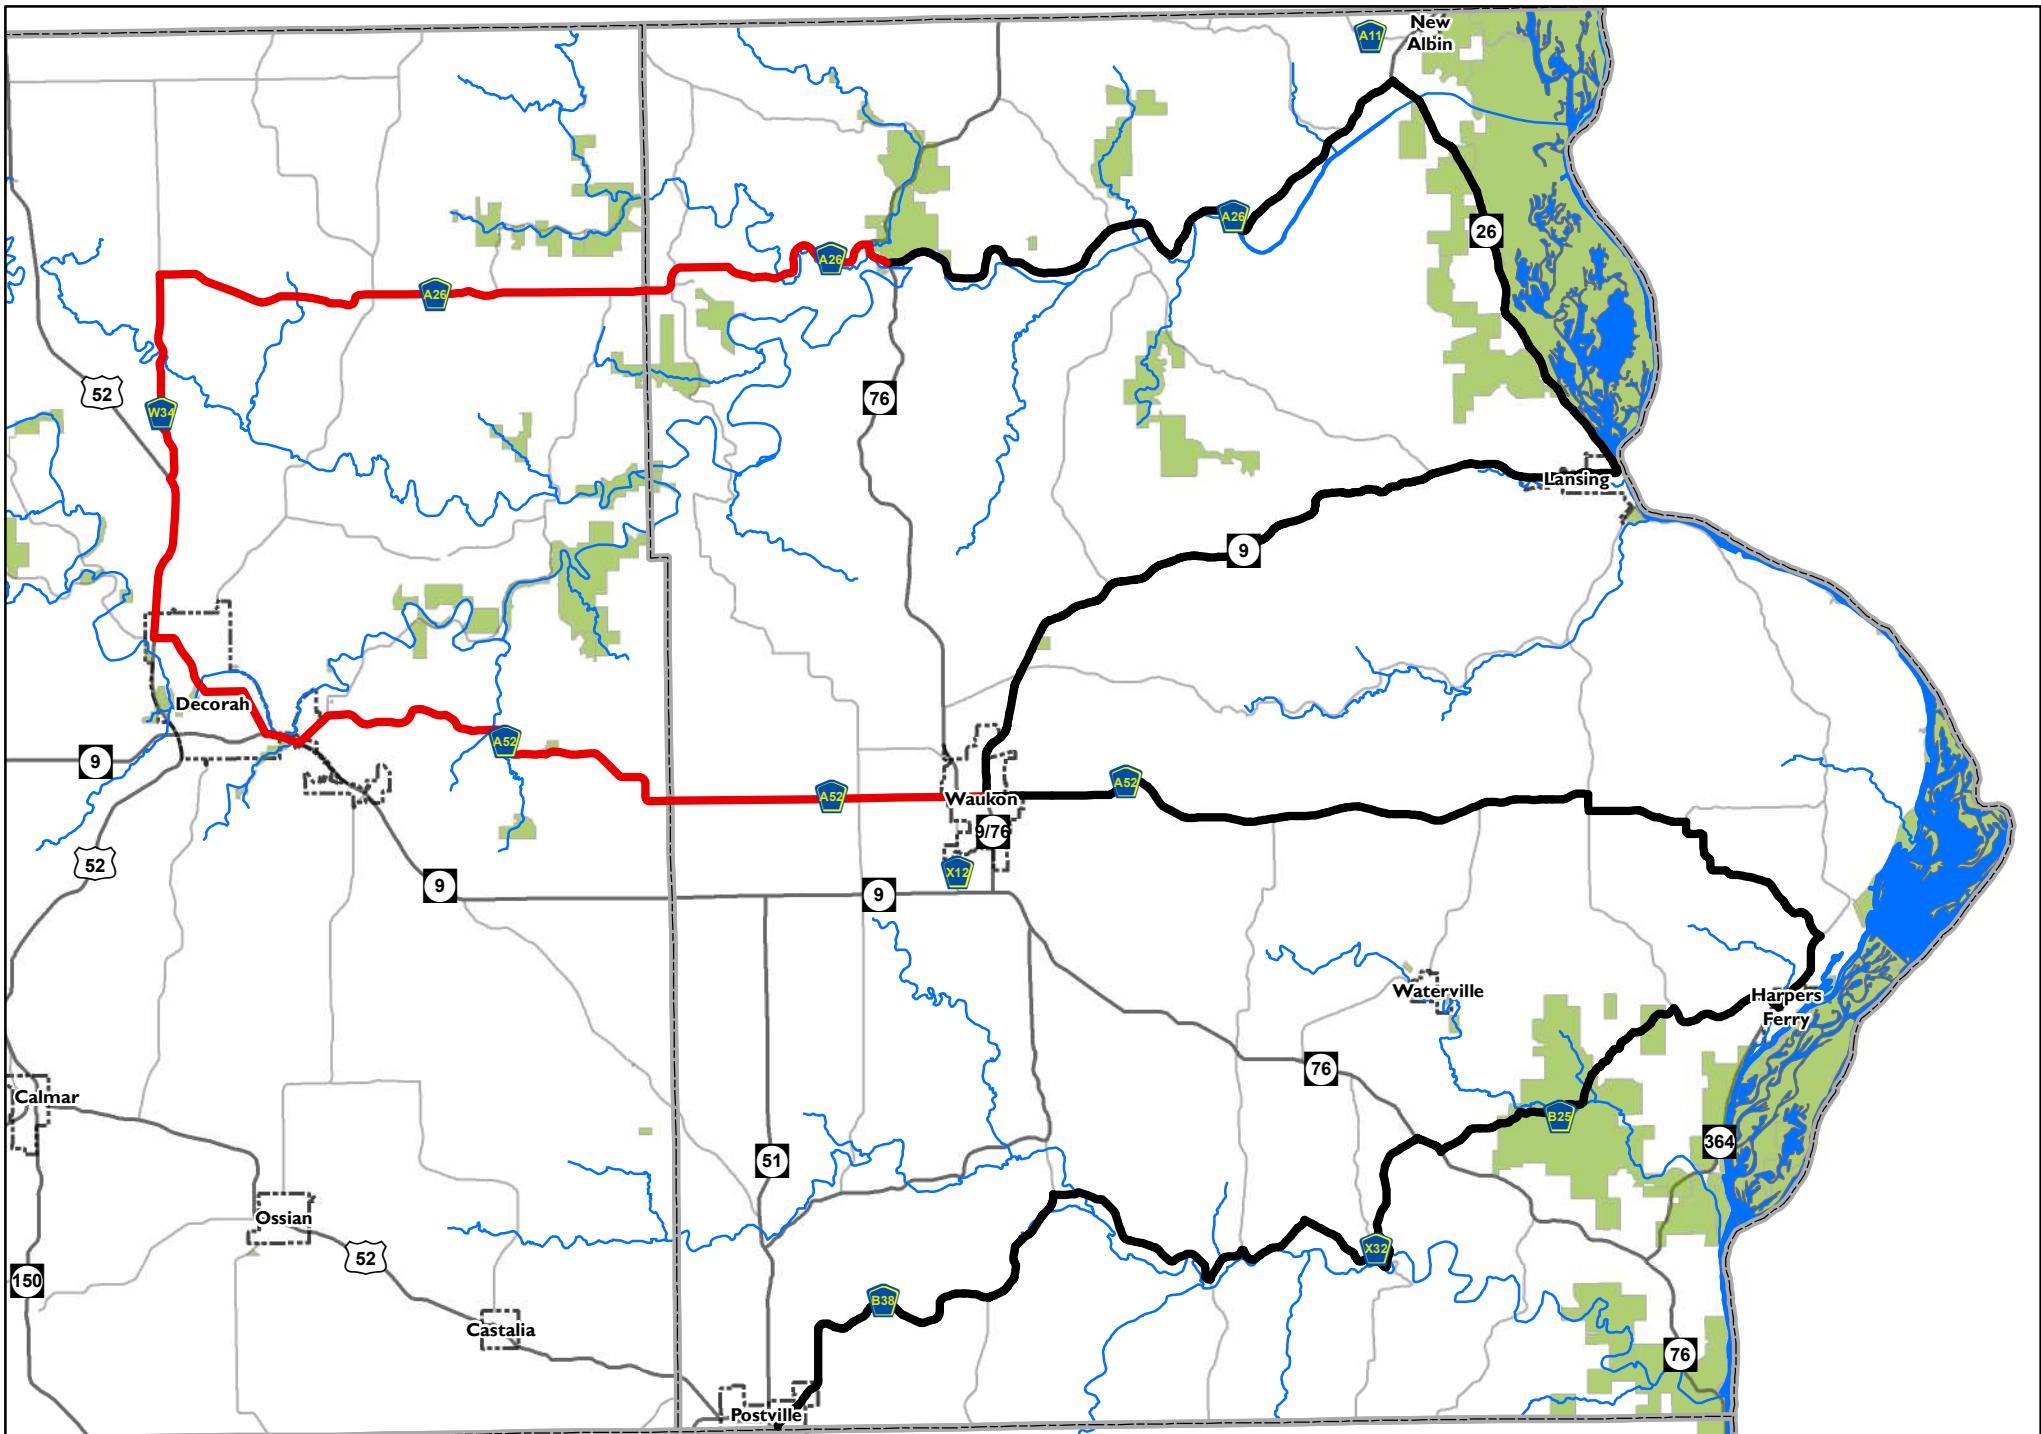 New
Albin
A11
A26
26
A26
A26
52
W34
76
Lansing
9
Decorah
A52
9
A52
Waukon
A52
9/76
52
X12
9
9
Waterville
Harpers
Ferry
76
Calmar
B25
364
51
Ossian
52
X32
150
B38
Castalia
76
Postville